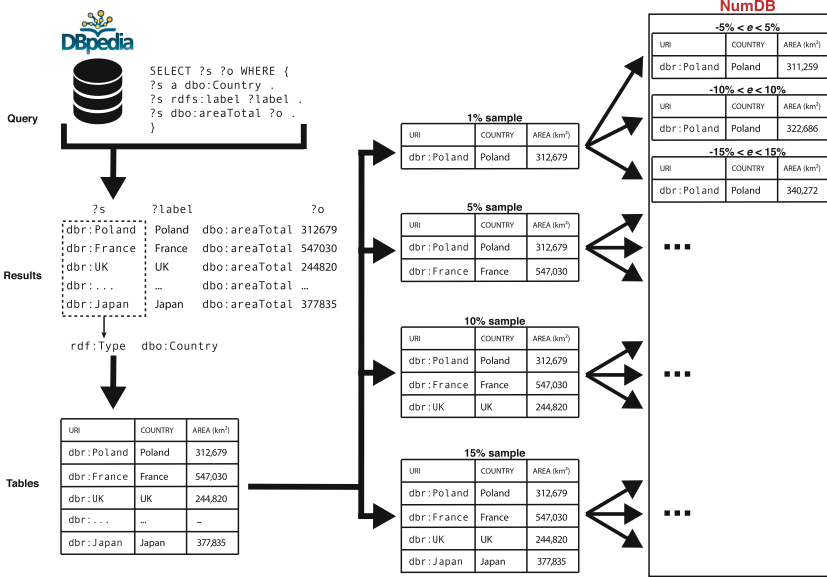 NumDB
DBpedia
SELECT ?s ?o WHERE {
?s a dbo:Country .
?s rdfs:label ?label .
?s dbo:areaTotal ?o .
}
Query
?s ?label ?o
dbr:Poland Poland dbo:areaTotal 312679
dbr:France France dbo:areaTotal 547030
dbr:UK UK dbo:areaTotal 244820
dbr:... ... dbo:areaTotal ...
dbr:Japan Japan dbo:areaTotal 377835
Results
rdf:Type dbo:Country
Tables
URI COUNTRY AREA (km²)
dbr:Poland Poland 312,679
dbr:France France 547,030
dbr:UK UK 244,820
dbr:... ... ...
dbr:Japan Japan 377,835
1% sample
URI COUNTRY AREA (km²)
dbr:Poland Poland 312,679
5% sample
URI COUNTRY AREA (km²)
dbr:Poland Poland 312,679
dbr:France France 547,030
10% sample
URI COUNTRY AREA (km²)
dbr:Poland Poland 312,679
dbr:France France 547,030
dbr:UK UK 244,820
15% sample
URI COUNTRY AREA (km²)
dbr:Poland Poland 312,679
dbr:France France 547,030
dbr:UK UK 244,820
dbr:Japan Japan 377,835
-5% < e < 5%
URI COUNTRY AREA (km²)
dbr:Poland Poland 311,259
-10% < e < 10%
URI COUNTRY AREA (km²)
dbr:Poland Poland 322,686
-15% < e < 15%
URI COUNTRY AREA (km²)
dbr:Poland Poland 340,272
...
...
...